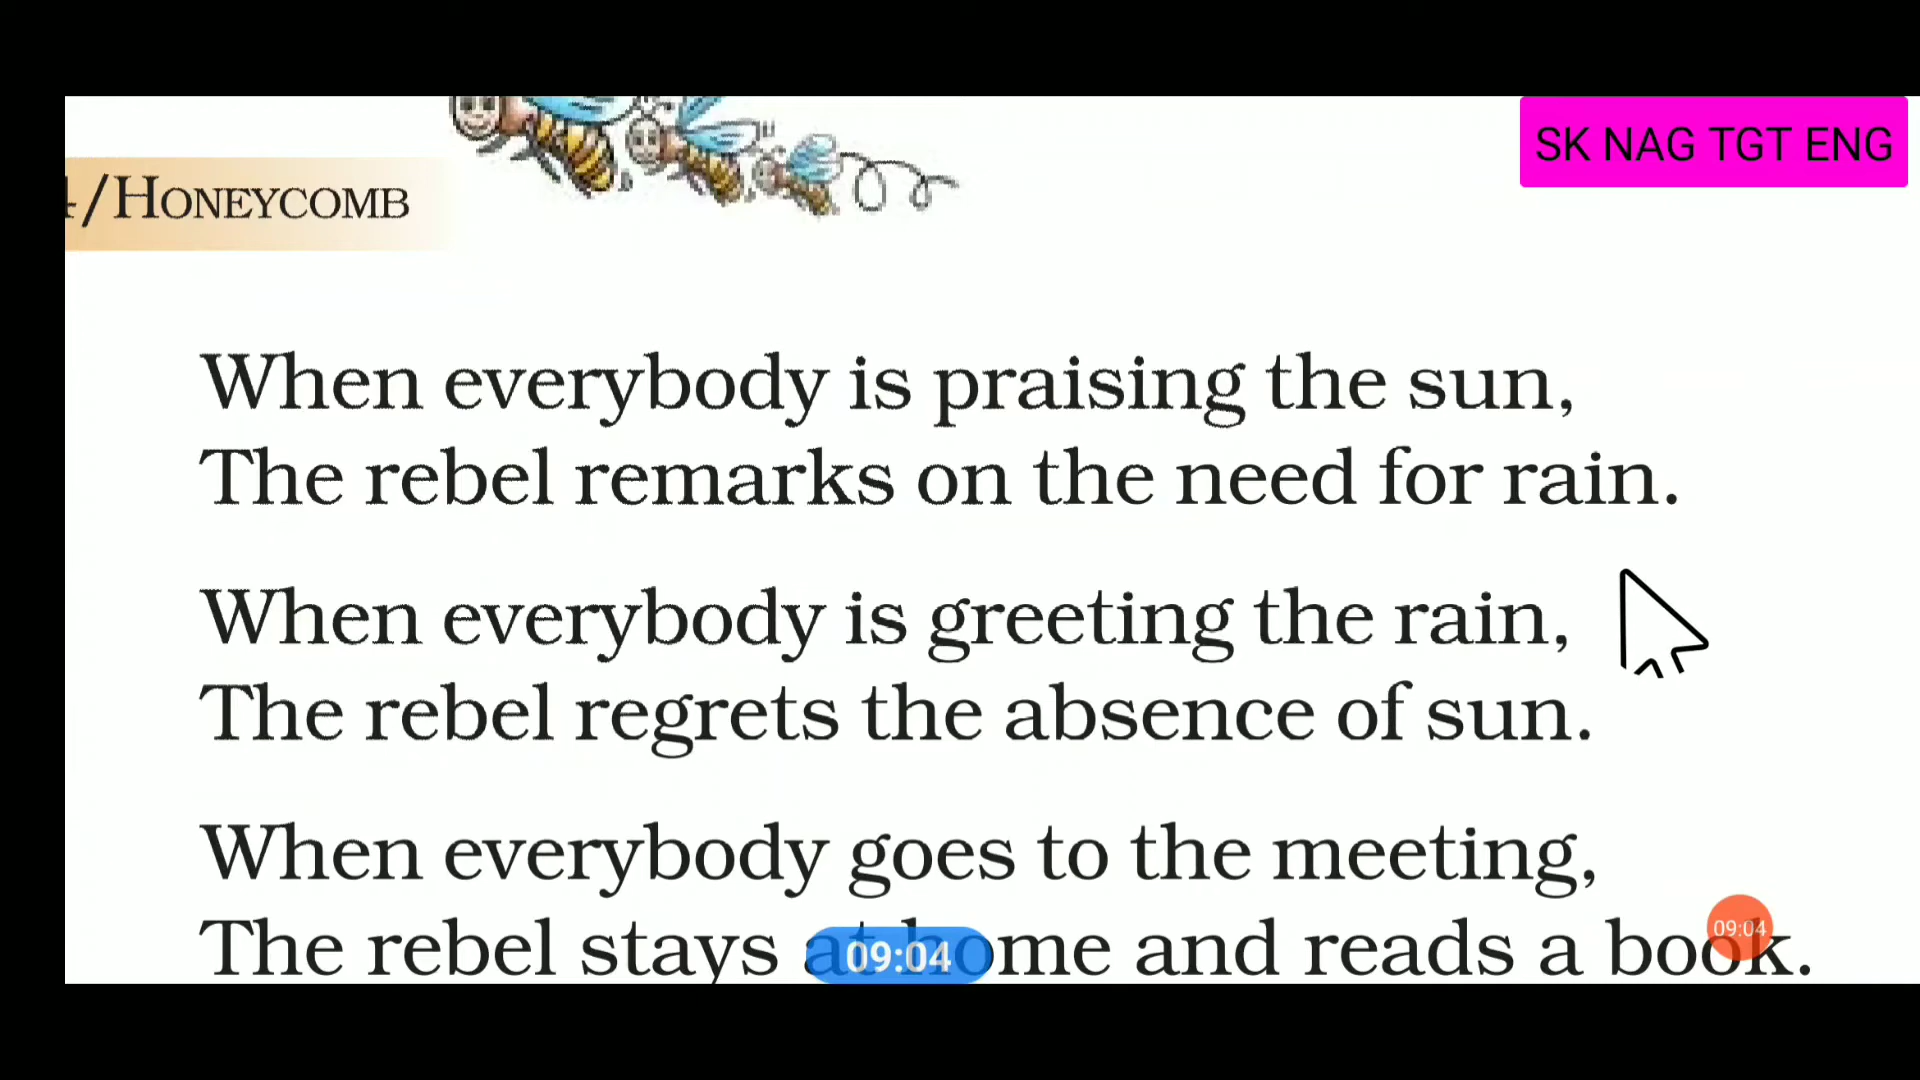 /HONEYCOMB
SK NAG TGT ENG
When everybody is praising the sun,
The rebel remarks on the need for rain.
When everybody is greeting the rain,
The rebel regrets the absence of sun.
When everybody goes to the meeting,
The rebel stays at home and reads a book.
09:04
09:04